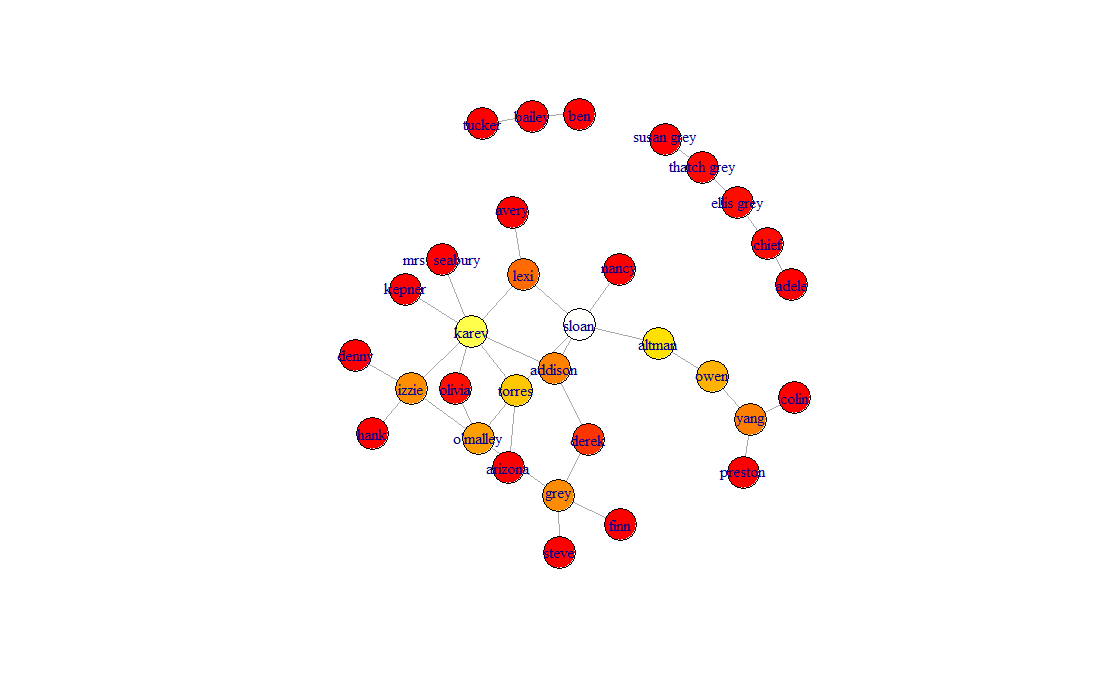 tucker
bailey
ben
susan grey
thatch grey
ellis grey
chief
adele
avery
mrs. seabury
kepner
lexi
nancy
karev
sloan
altman
denny
izzie
olivia
torres
addison
owen
colin
yang
hank
o'malley
derek
arizona
preston
grey
finn
steve